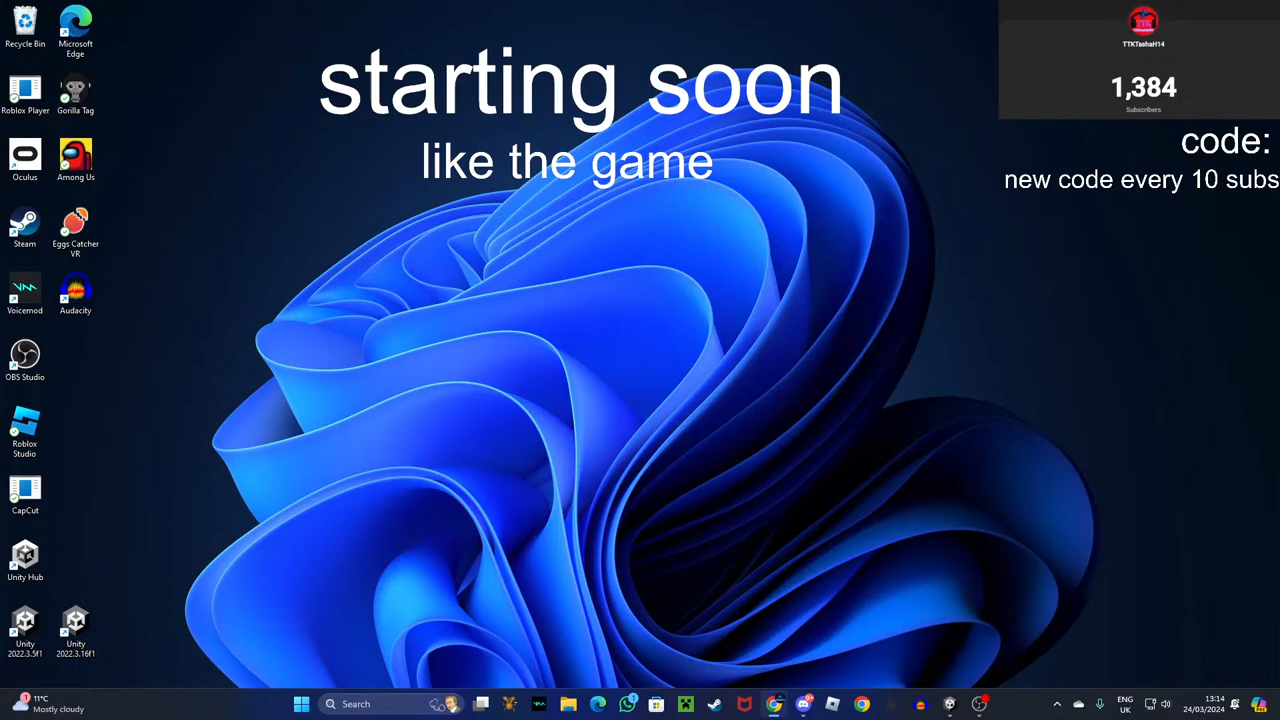 starting soon
like the game
TTKTashaH14
1,384
Subscribers
code:
new code every 10 subs
Recycle Bin
Microsoft
Edge
Roblox Player
Gorilla Tag
Oculus
Among Us
Steam
Eggs Catcher
VR
Voicemod
Audacity
OBS Studio
Roblox
Studio
CapCut
Unity Hub
Unity
2022.3.5f1
Unity
2022.3.16f1
1
11°C
Mostly cloudy
Search
1
9+
ENG
UK
13:14
24/03/2024